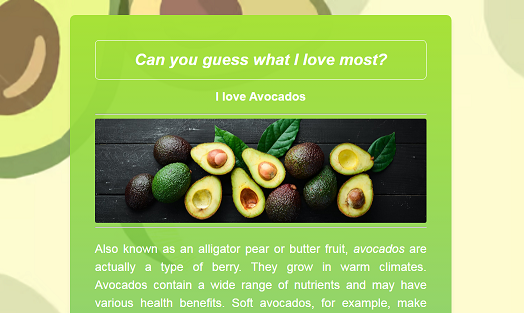 Can you guess what I love most?
I love Avocados
Also known as an alligator pear or butter fruit, avocados are
actually a type of berry. They grow in warm climates.
Avocados contain a wide range of nutrients and may have
various health benefits. Soft avocados, for example, make